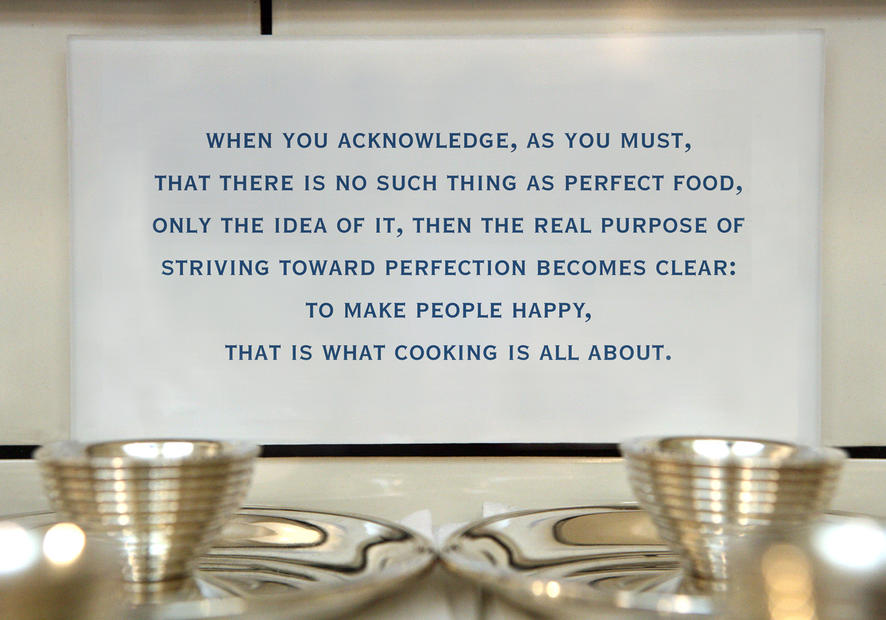 WHEN YOU ACKNOWLEDGE, AS YOU MUST,
THAT THERE IS NO SUCH THING AS PERFECT FOOD,
ONLY THE IDEA OF IT, THEN THE REAL PURPOSE OF
STRIVING TOWARD PERFECTION BECOMES CLEAR:
TO MAKE PEOPLE HAPPY,
THAT IS WHAT COOKING IS ALL ABOUT.